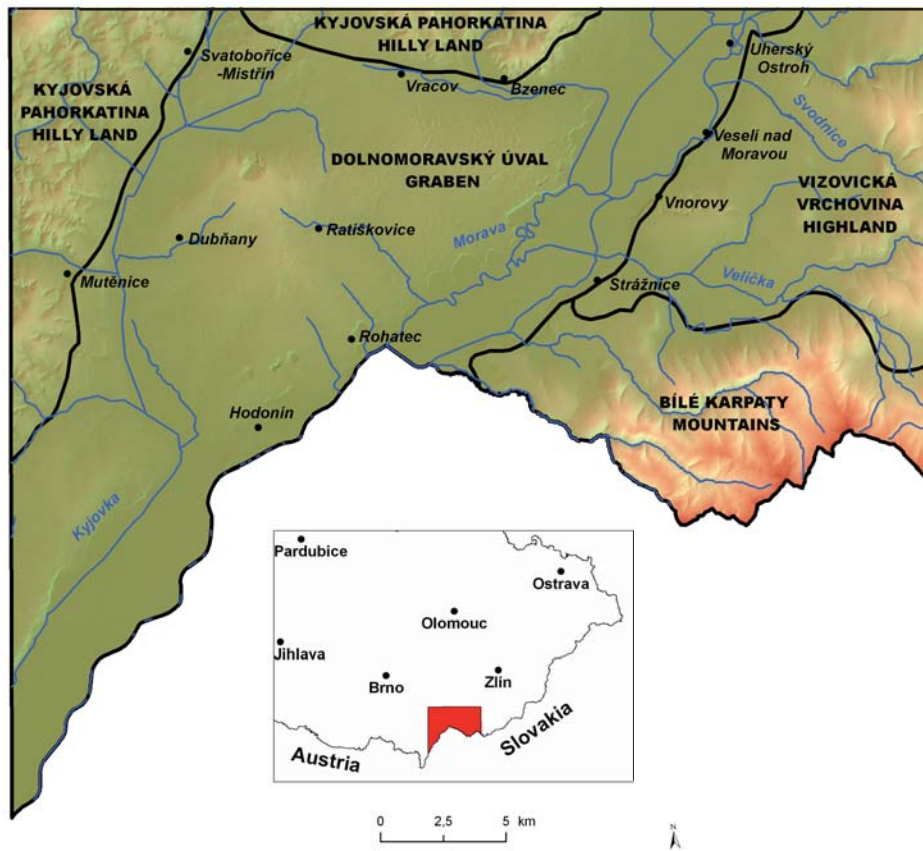 KYJOVSKÁ PAHORKATINA
HILLY LAND
Svatobořice
-Mistřín
Uherský
Ostroh
KYJOVSKÁ
PAHORKATINA
HILLY LAND
Vracov
Bzenec
Svodnice
Veselí nad
Moravou
DOLNOMORAVSKÝ ÚVAL
GRABEN
VIZOVICKÁ
VRCHOVINA
HIGHLAND
Vnorovy
Dubňany
Ratíškovice
Morava
Mutěnice
Strážnice
Velička
Rohatec
BÍLÉ KARPATY
MOUNTAINS
Hodonín
Kyjovka
Pardubice
Ostrava
Olomouc
Jihlava
Brno
Zlín
Slovakia
Austria
0 2,5 5 km
N